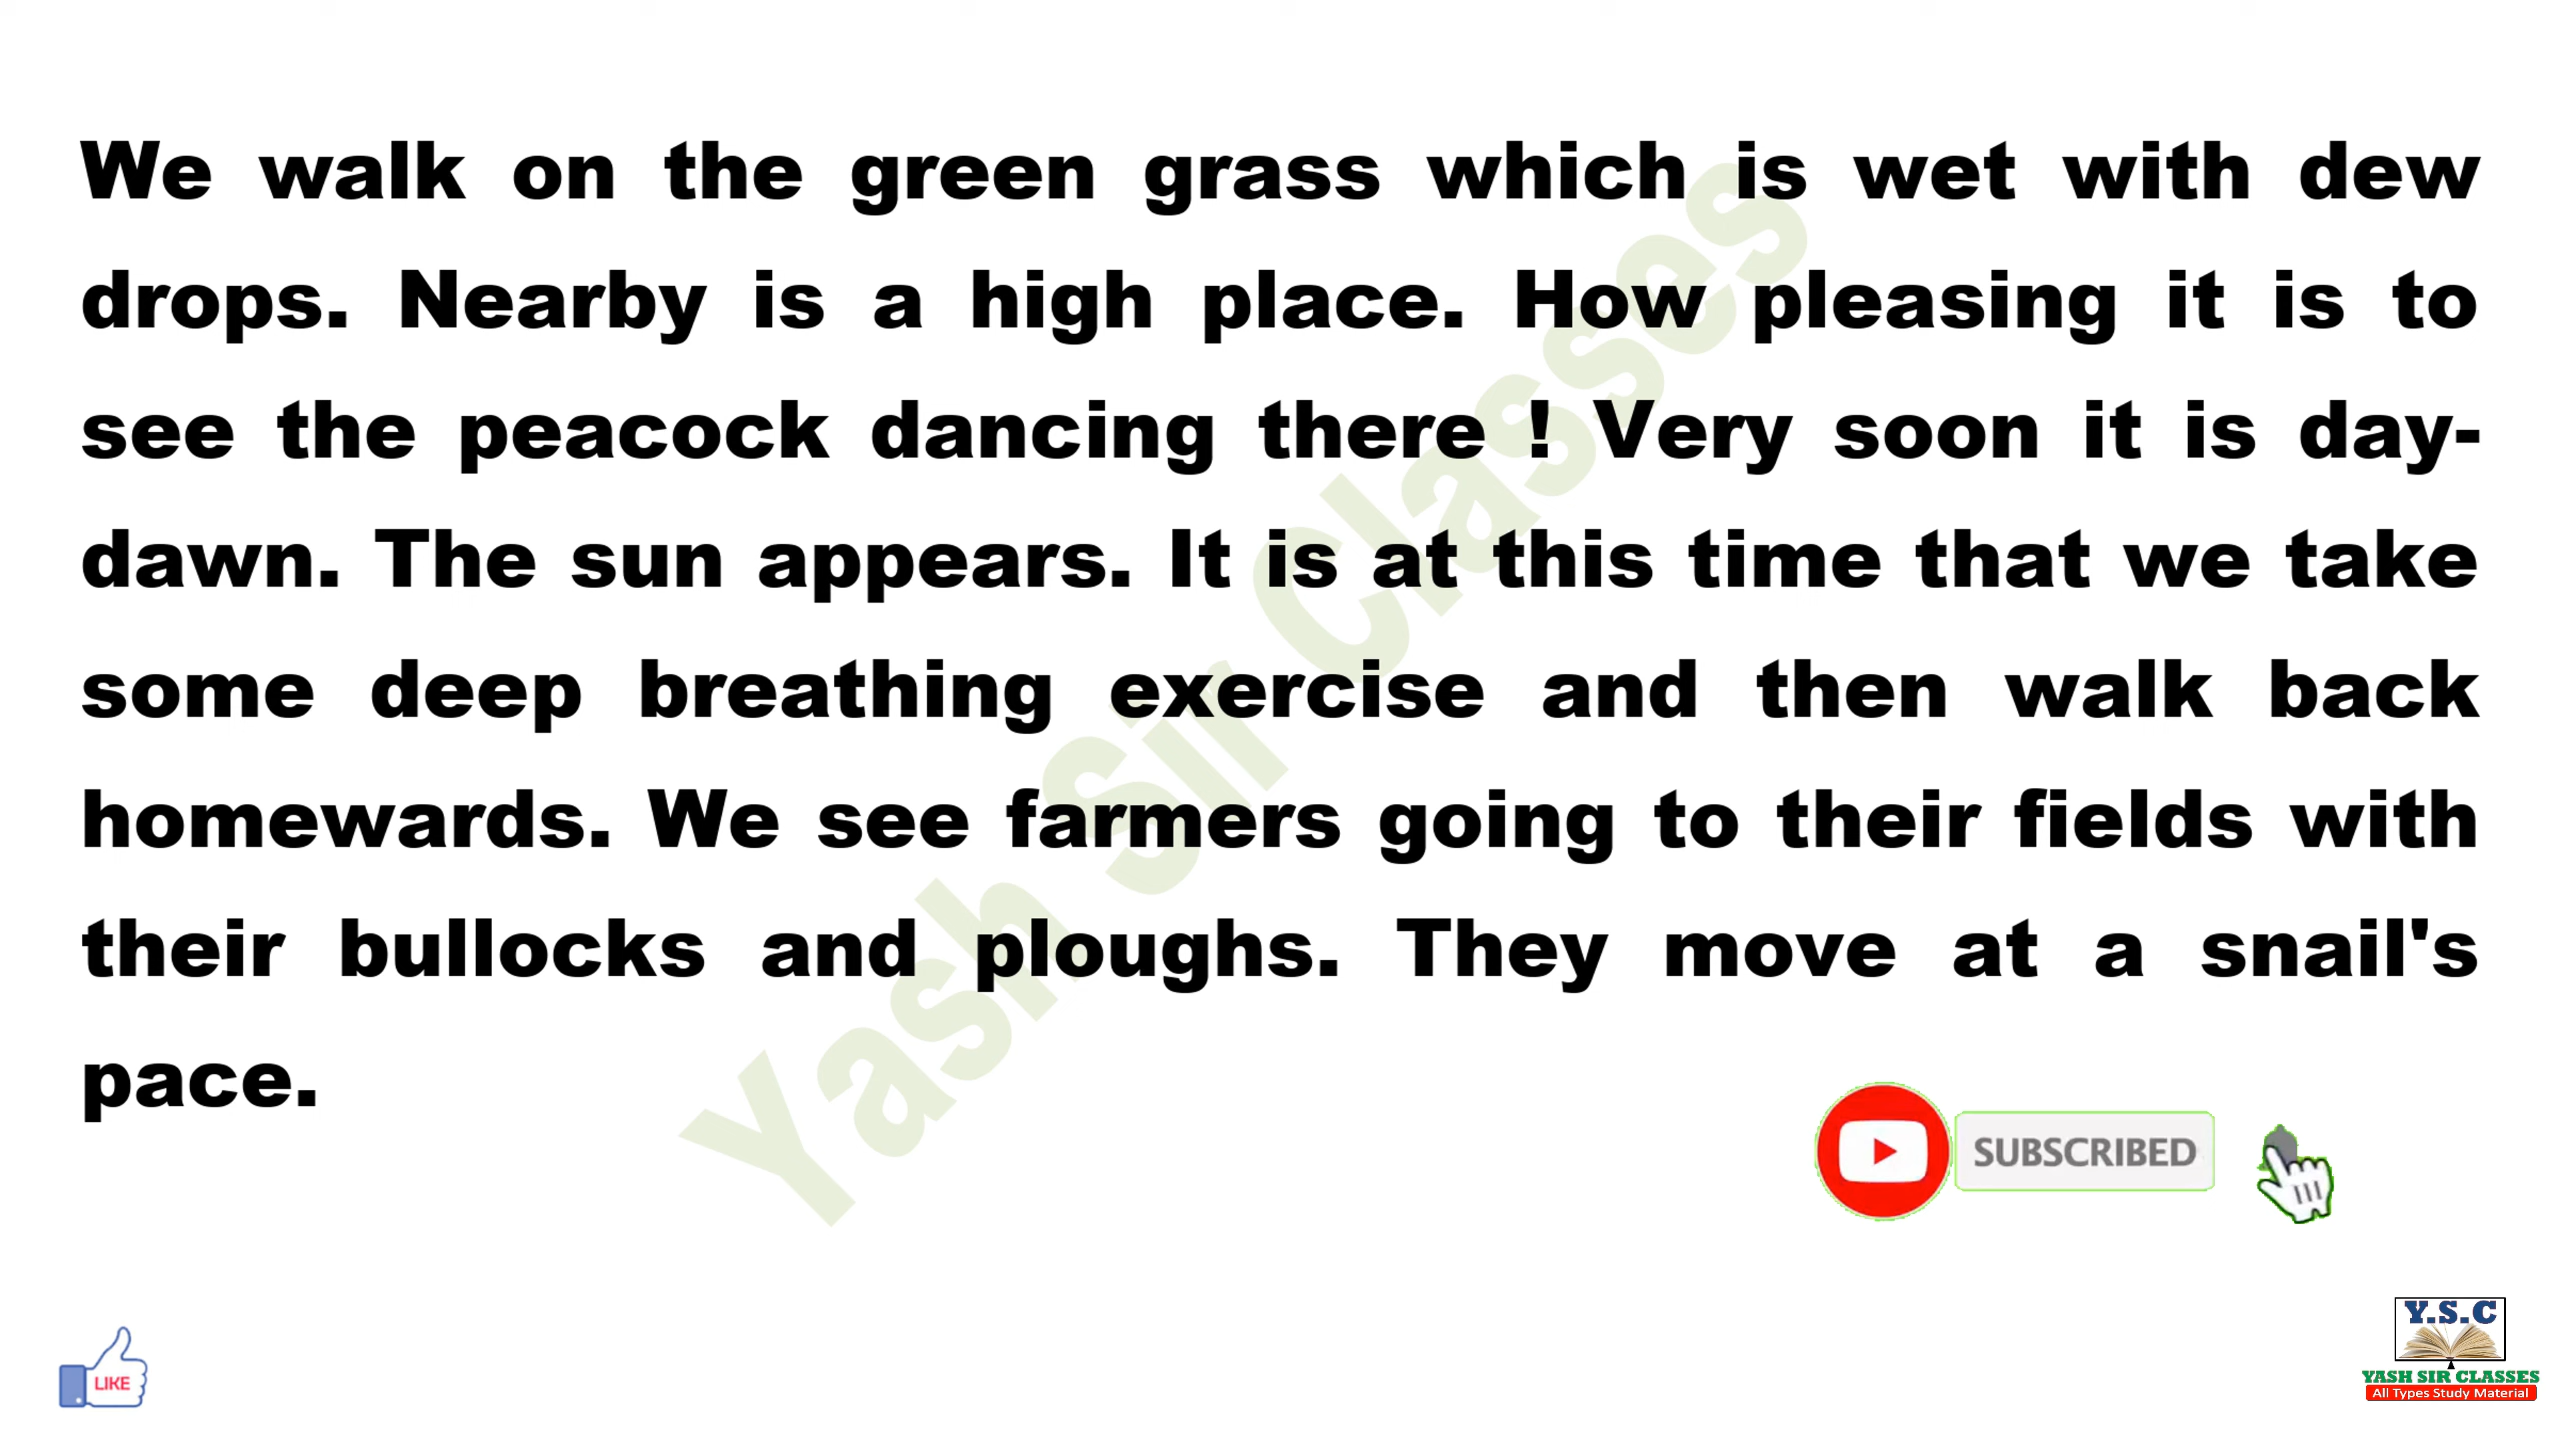 We walk on the green grass which is wet with dew
drops. Nearby is a high place. How pleasing it is to
see the peacock dancing there ! Very soon it is day-
dawn. The sun appears. It is at this time that we take
some deep breathing exercise and then walk back
homewards. We see farmers going to their fields with
their bullocks and ploughs. They move at a snail's
pace.
Yash Sir Classes
SUBSCRIBED
LIKE
Y.S.C
YASH SIR CLASSES
All Types Study Material